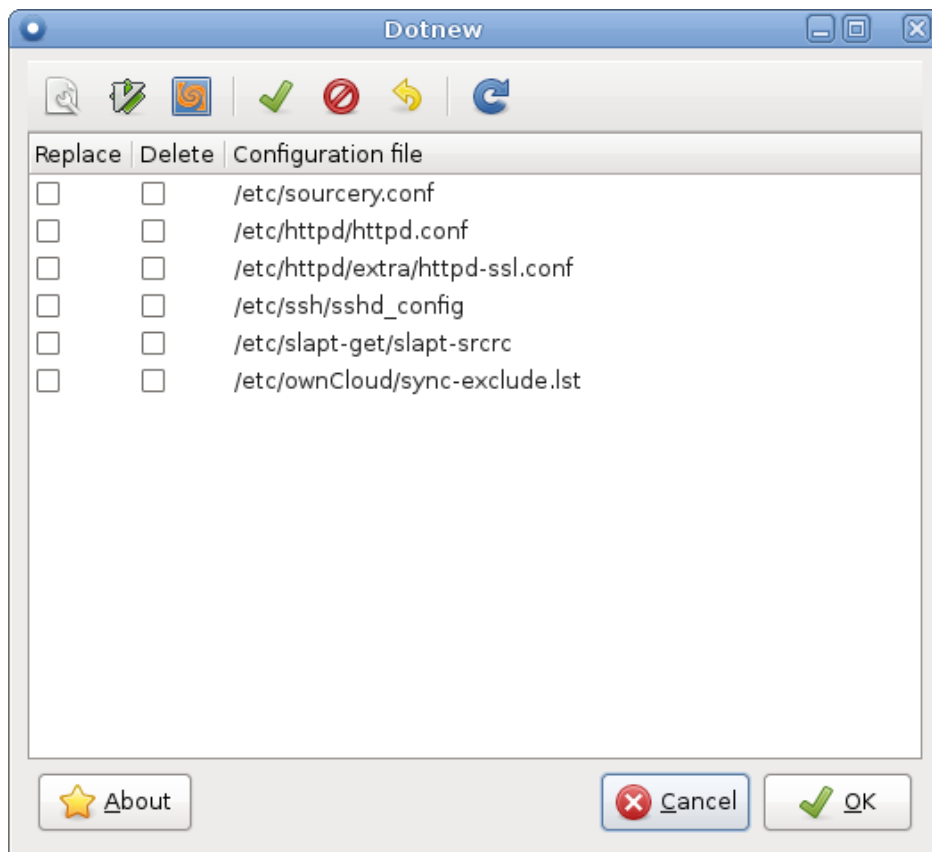 Dotnew
Replace Delete Configuration file
/etc/sourcery.conf
/etc/httpd/httpd.conf
/etc/httpd/extra/httpd-ssl.conf
/etc/ssh/sshd_config
/etc/slapt-get/slapt-srcrc
/etc/ownCloud/sync-exclude.lst
About Cancel OK